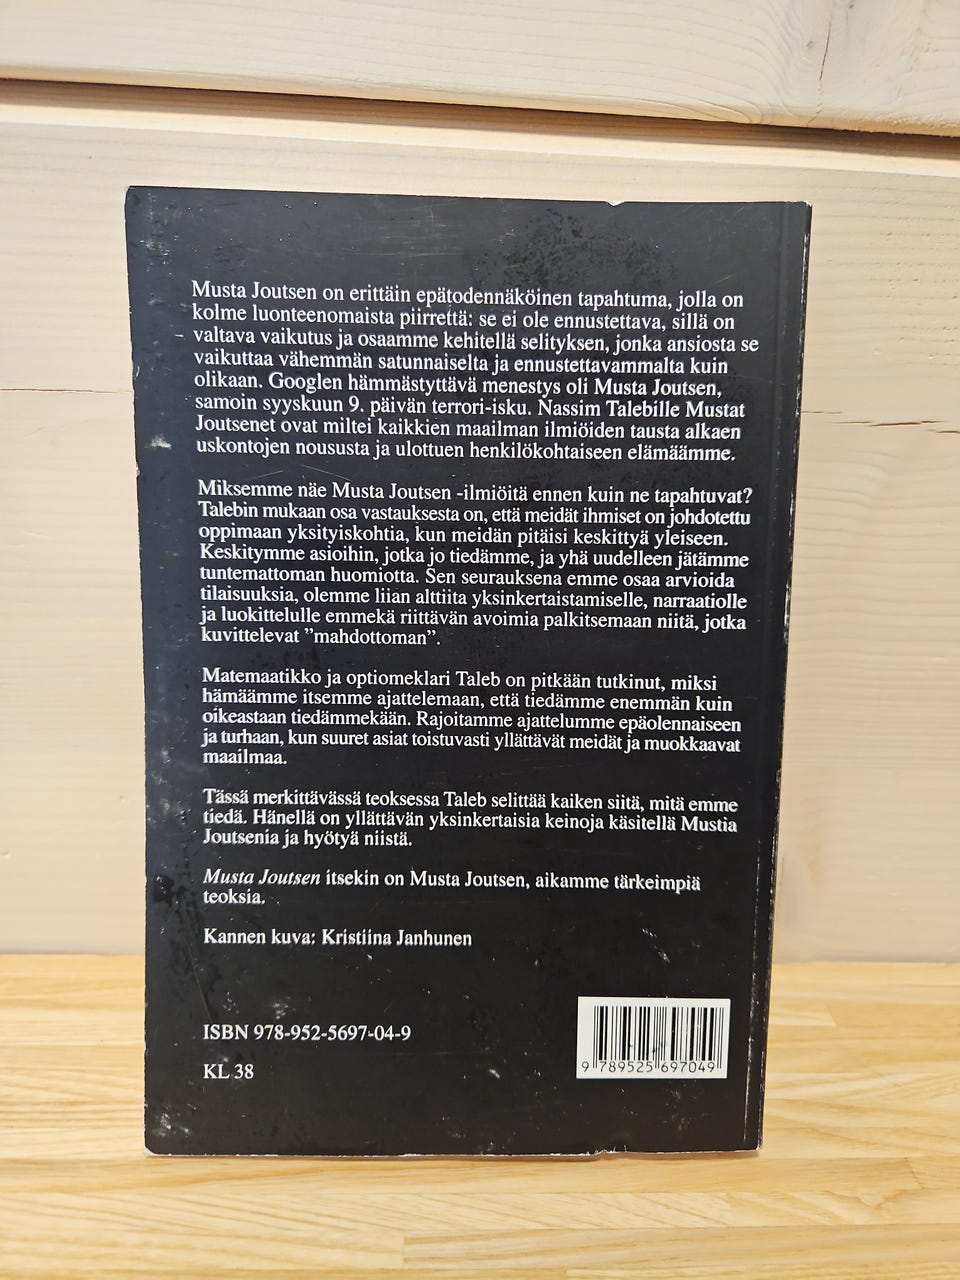 Musta Joutsen on erittäin epätodennäköinen tapahtuma, jolla on
kolme luonteenomaista piirrettä: se ei ole ennustettava, sillä on
valtava vaikutus ja osaamme kehitellä selityksen, jonka ansiosta se
vaikuttaa vähemmän satunnaiselta ja ennustettavammalta kuin
olikaan. Googlen hämmästyttävä menestys oli Musta Joutsen,
samoin syyskuun 9. päivän terrori-isku. Nassim Talebille Mustat
Joutsenet ovat miltei kaikkien maailman ilmiöiden tausta alkaen
uskontojen noususta ja ulottuen henkilökohtaiseen elämäämme.
Miksemme näe Musta Joutsen -ilmiöitä ennen kuin ne tapahtuvat?
Talebin mukaan osa vastauksesta on, että meidät ihmiset on johdotettu
oppimaan yksityiskohtia, kun meidän pitäisi keskittyä yleiseen.
Keskitymme asioihin, jotka jo tiedämme, ja yhä uudelleen jätämme
tuntemattoman huomiotta. Sen seurauksena emme osaa arvioida
tilaisuuksia, olemme liian alttiita yksinkertaistamiselle, narraatiolle
ja luokittelulle emmekä riittävän avoimia palkitsemaan niitä, jotka
kuvittelevat ”mahdottoman”.
Matemaatikko ja optiomeklari Taleb on pitkään tutkinut, miksi
hämäämme itsemme ajattelemaan, että tiedämme enemmän kuin
oikeastaan tiedämmekään. Rajoitamme ajattelumme epäolennaiseen
ja turhaan, kun suuret asiat toistuvasti yllättävät meidät ja muokkaavat
maailmaa.
Tässä merkittävässä teoksessa Taleb selittää kaiken siitä, mitä emme
tiedä. Hänellä on yllättävän yksinkertaisia keinoja käsitellä Mustia
Joutsenia ja hyötyä niistä.
Musta Joutsen itsekin on Musta Joutsen, aikamme tärkeimpiä
teoksia.
Kannen kuva: Kristiina Janhunen
ISBN 978-952-5697-04-9
KL 38
9 789525 697049